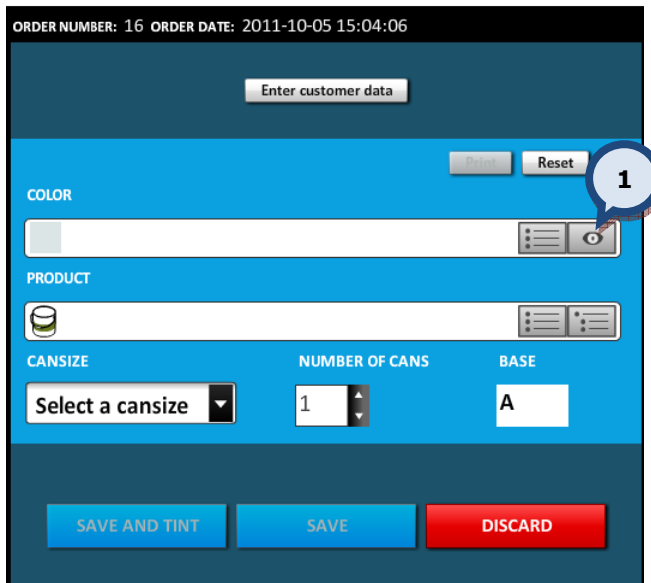 ORDER NUMBER: 16 ORDER DATE: 2011-10-05 15:04:06
Enter customer data
Print Reset
1
COLOR
PRODUCT
CANSIZE NUMBER OF CANS BASE
Select a cansize 1 A
SAVE AND TINT SAVE DISCARD